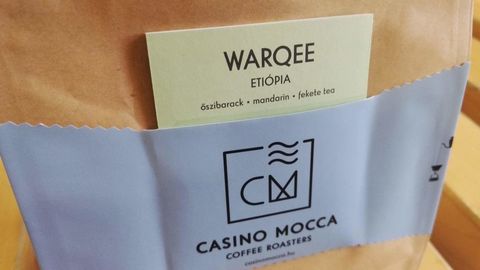 WARQEE
ETIÓPIA
őszibarack • mandarin • fekete tea
CM
CASINO MOCCA
COFFEE ROASTERS
casinomocca.hu